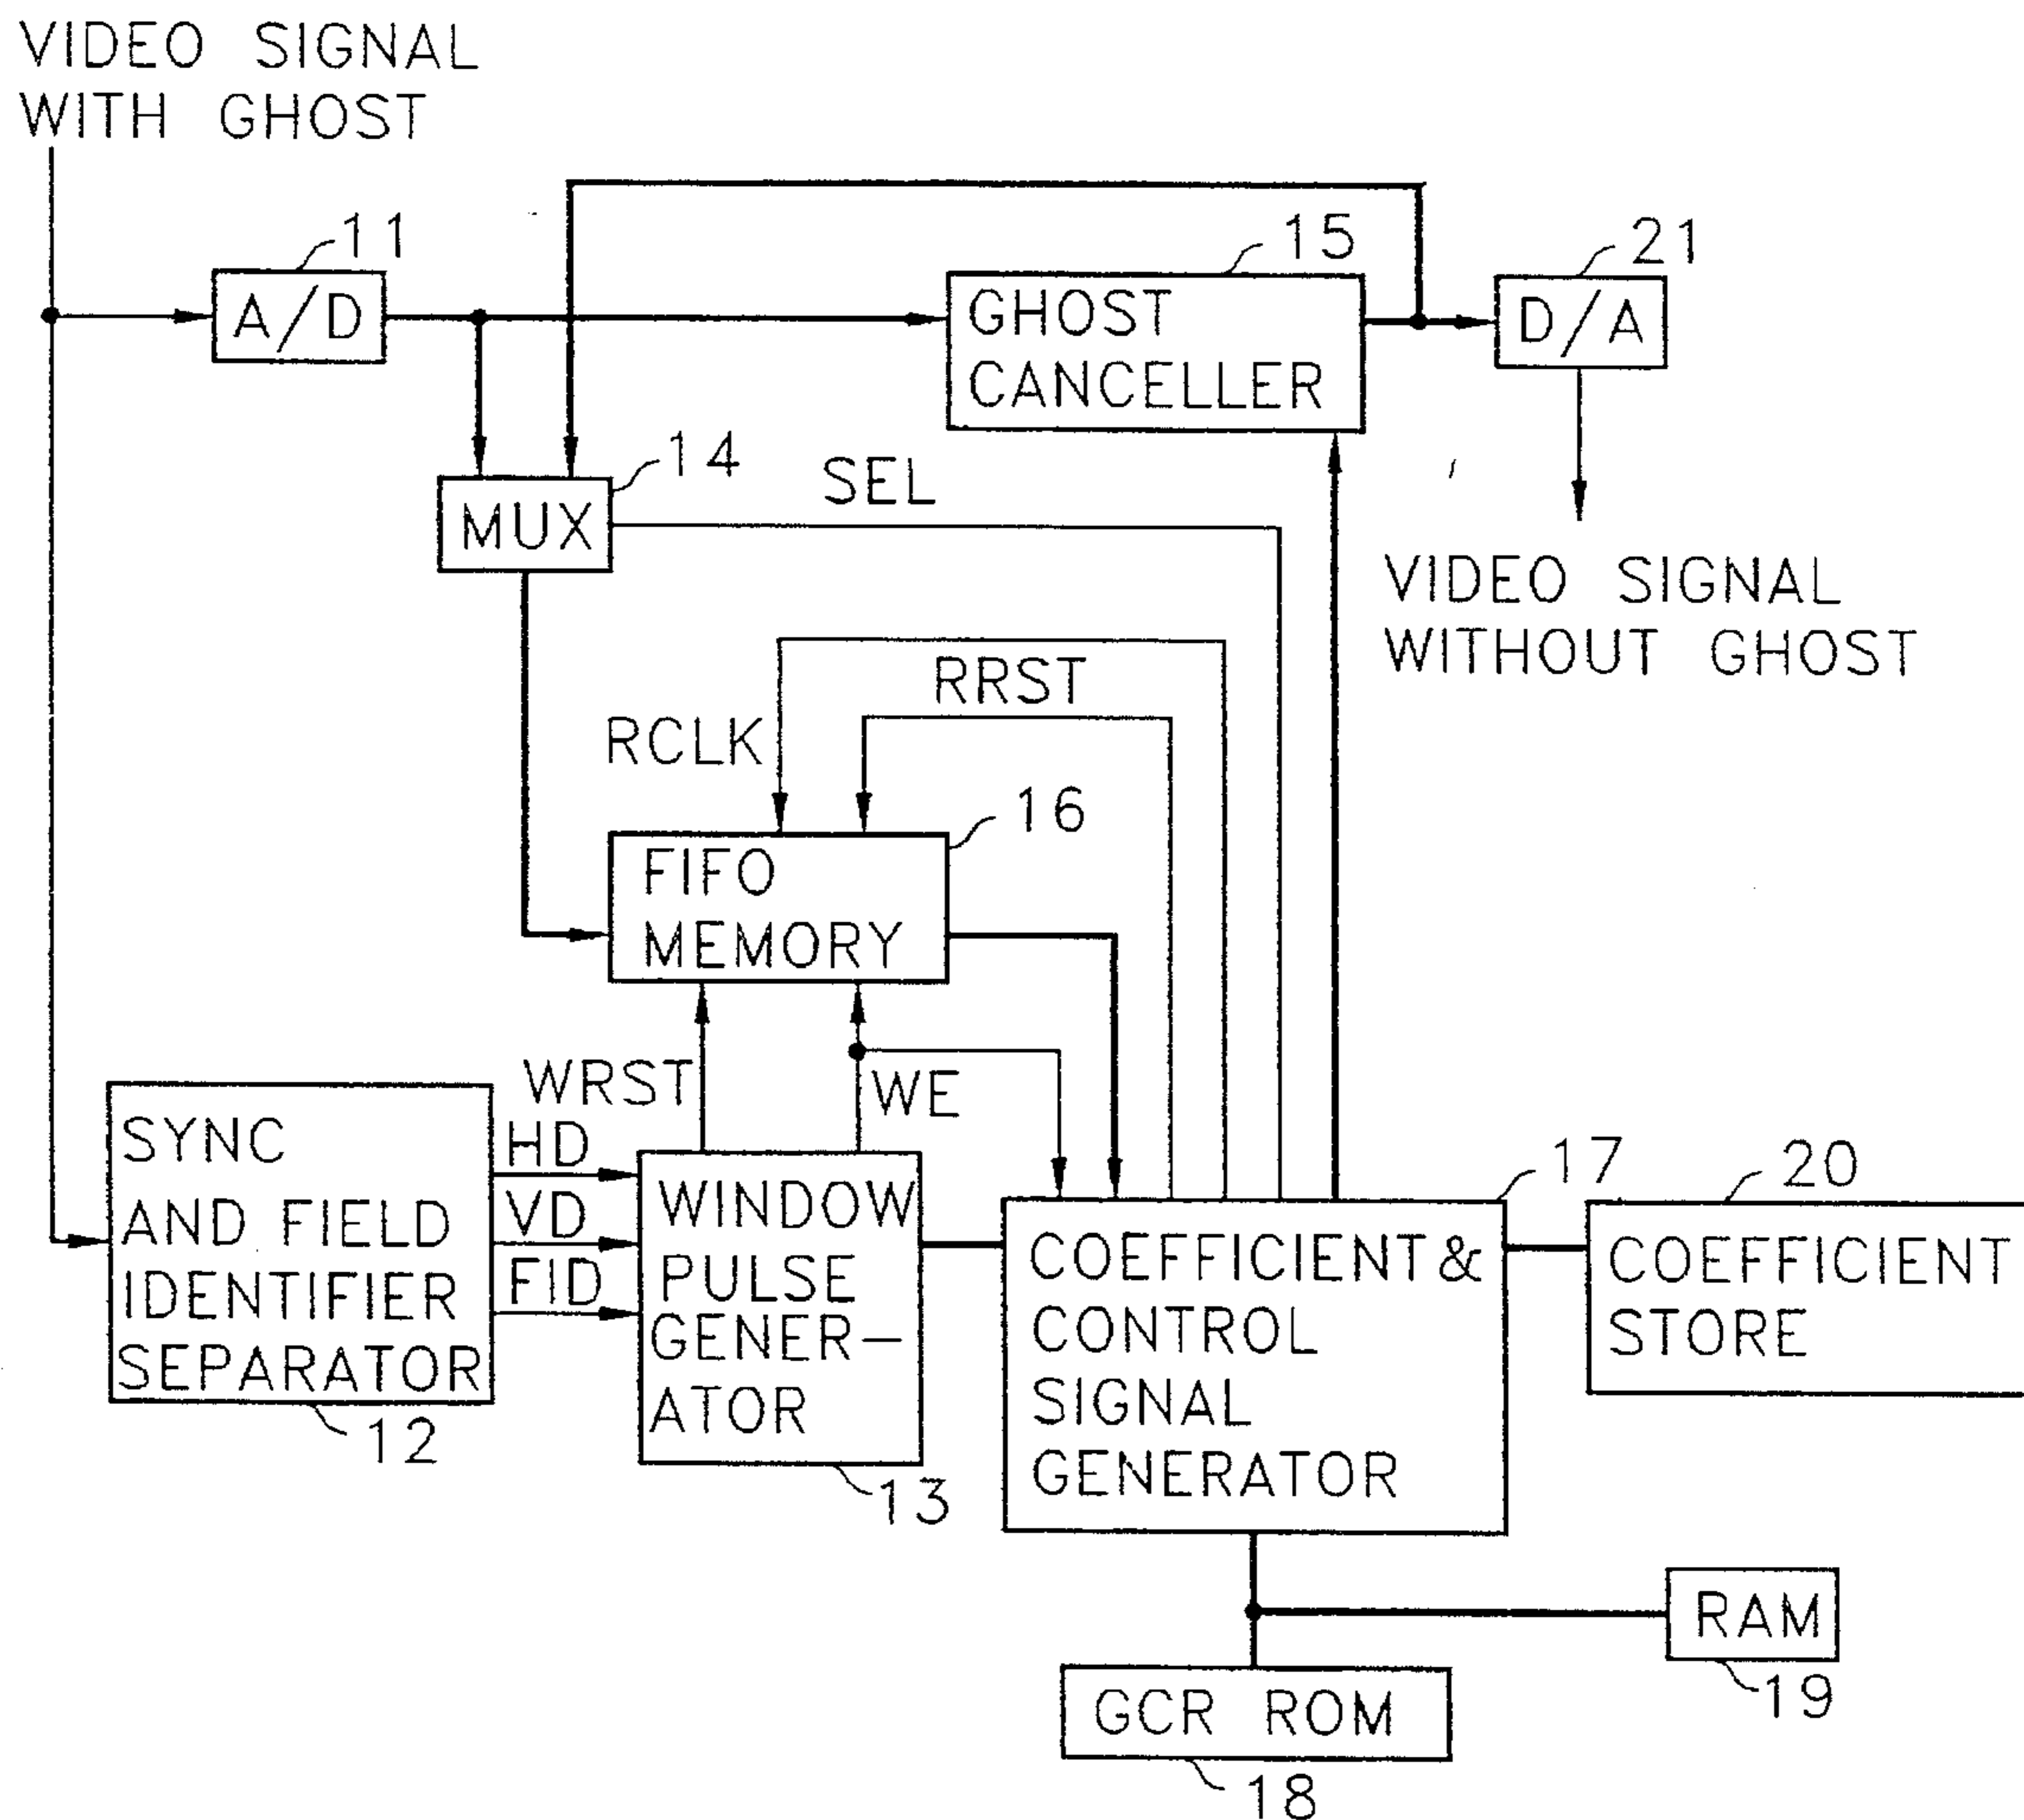 VIDEO SIGNAL
WITH GHOST
11
A/D
15
GHOST
CANCELLER
21
D/A
14
MUX
SEL
VIDEO SIGNAL
WITHOUT GHOST
RRST
RCLK
16
FIFO
MEMORY
WRST
WE
SYNC
AND FIELD
IDENTIFIER
SEPARATOR
12
HD
VD
FID
WINDOW
PULSE
GENER-
ATOR
13
17
COEFFICIENT &
CONTROL
SIGNAL
GENERATOR
20
COEFFICIENT
STORE
RAM
19
GCR ROM
18